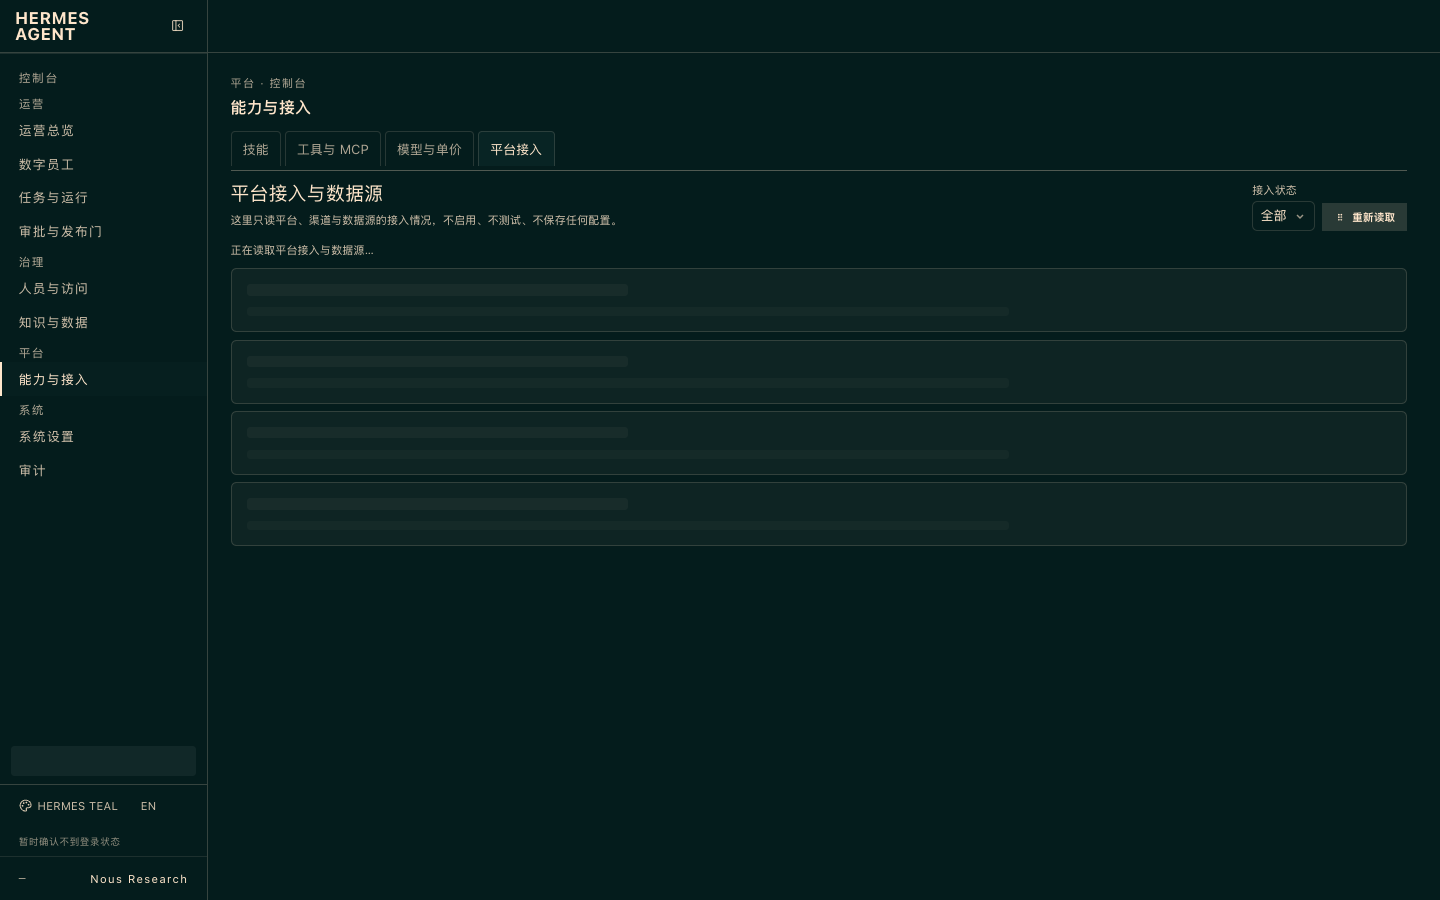 HERMES
AGENT
控制台
运营
运营总览
数字员工
任务与运行
审批与发布门
治理
人员与访问
知识与数据
平台
能力与接入
系统
系统设置
审计
HERMES TEAL EN
暂时确认不到登录状态
– Nous Research
平台 · 控制台
能力与接入
技能 工具与 MCP 模型与单价 平台接入
平台接入与数据源
这里只读平台、渠道与数据源的接入情况，不启用、不测试、不保存任何配置。
接入状态
全部 重新读取
正在读取平台接入与数据源…